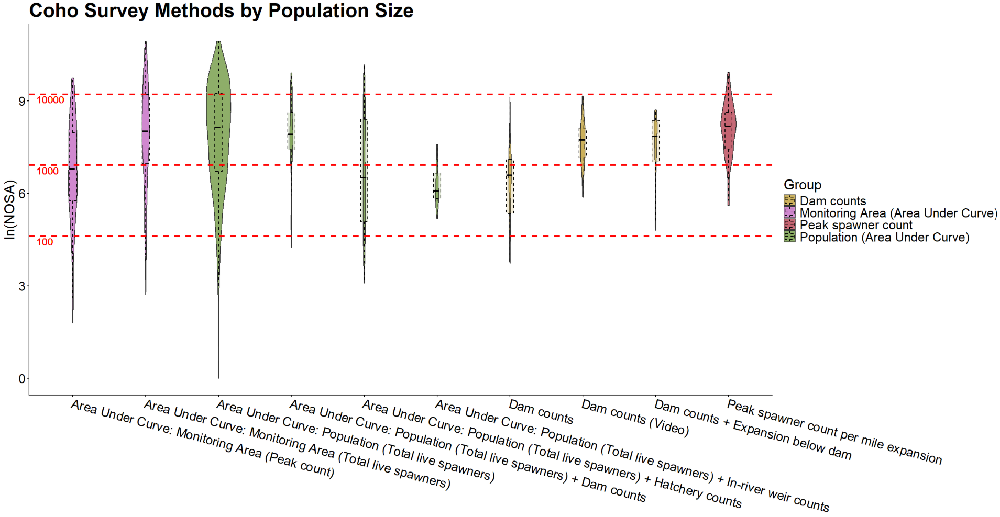 Coho Survey Methods by Population Size
ln(NOSA)
9
6
3
0
10000
1000
100
Area Under Curve: Monitoring Area (Peak count)
Area Under Curve: Monitoring Area (Total live spawners)
Area Under Curve: Population (Total live spawners)
Area Under Curve: Population (Total live spawners) + Dam counts
Area Under Curve: Population (Total live spawners) + Hatchery counts
Area Under Curve: Population (Total live spawners) + In-river weir counts
Dam counts
Dam counts (Video)
Dam counts + Expansion below dam
Peak spawner count per mile expansion
Group
Dam counts
Monitoring Area (Area Under Curve)
Peak spawner count
Population (Area Under Curve)